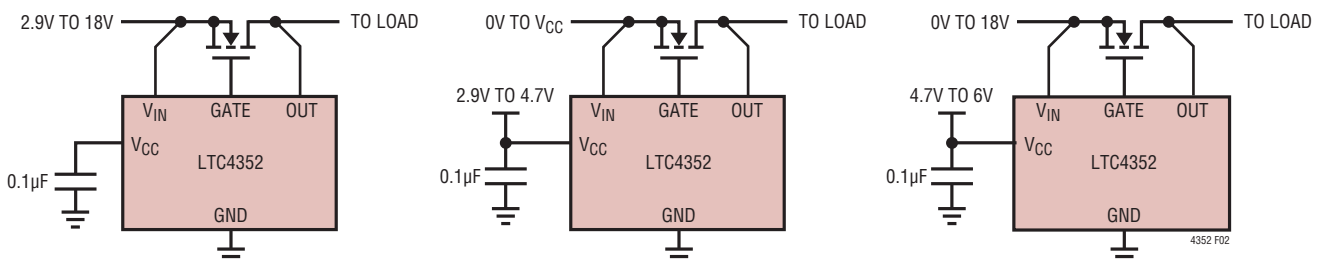 2.9V TO 18V
TO LOAD
VIN
GATE
OUT
VCC
LTC4352
0.1µF
GND
0V TO VCC
TO LOAD
2.9V TO 4.7V
VIN
GATE
OUT
VCC
LTC4352
0.1µF
GND
0V TO 18V
TO LOAD
4.7V TO 6V
VIN
GATE
OUT
VCC
LTC4352
0.1µF
GND
4352 F02